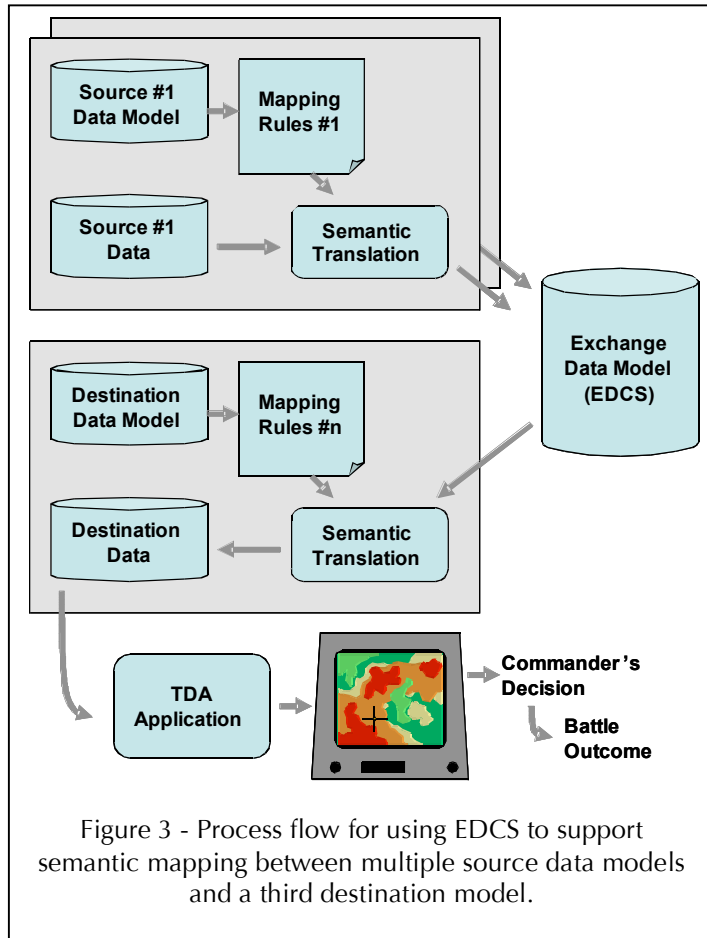 Source #1
Data Model
Mapping
Rules #1
Source #1
Data
Semantic
Translation
Exchange
Data Model
(EDCS)
Destination
Data Model
Mapping
Rules #n
Destination
Data
Semantic
Translation
TDA
Application
Commander's
Decision
Battle
Outcome
Figure 3 - Process flow for using EDCS to support
semantic mapping between multiple source data models
and a third destination model.